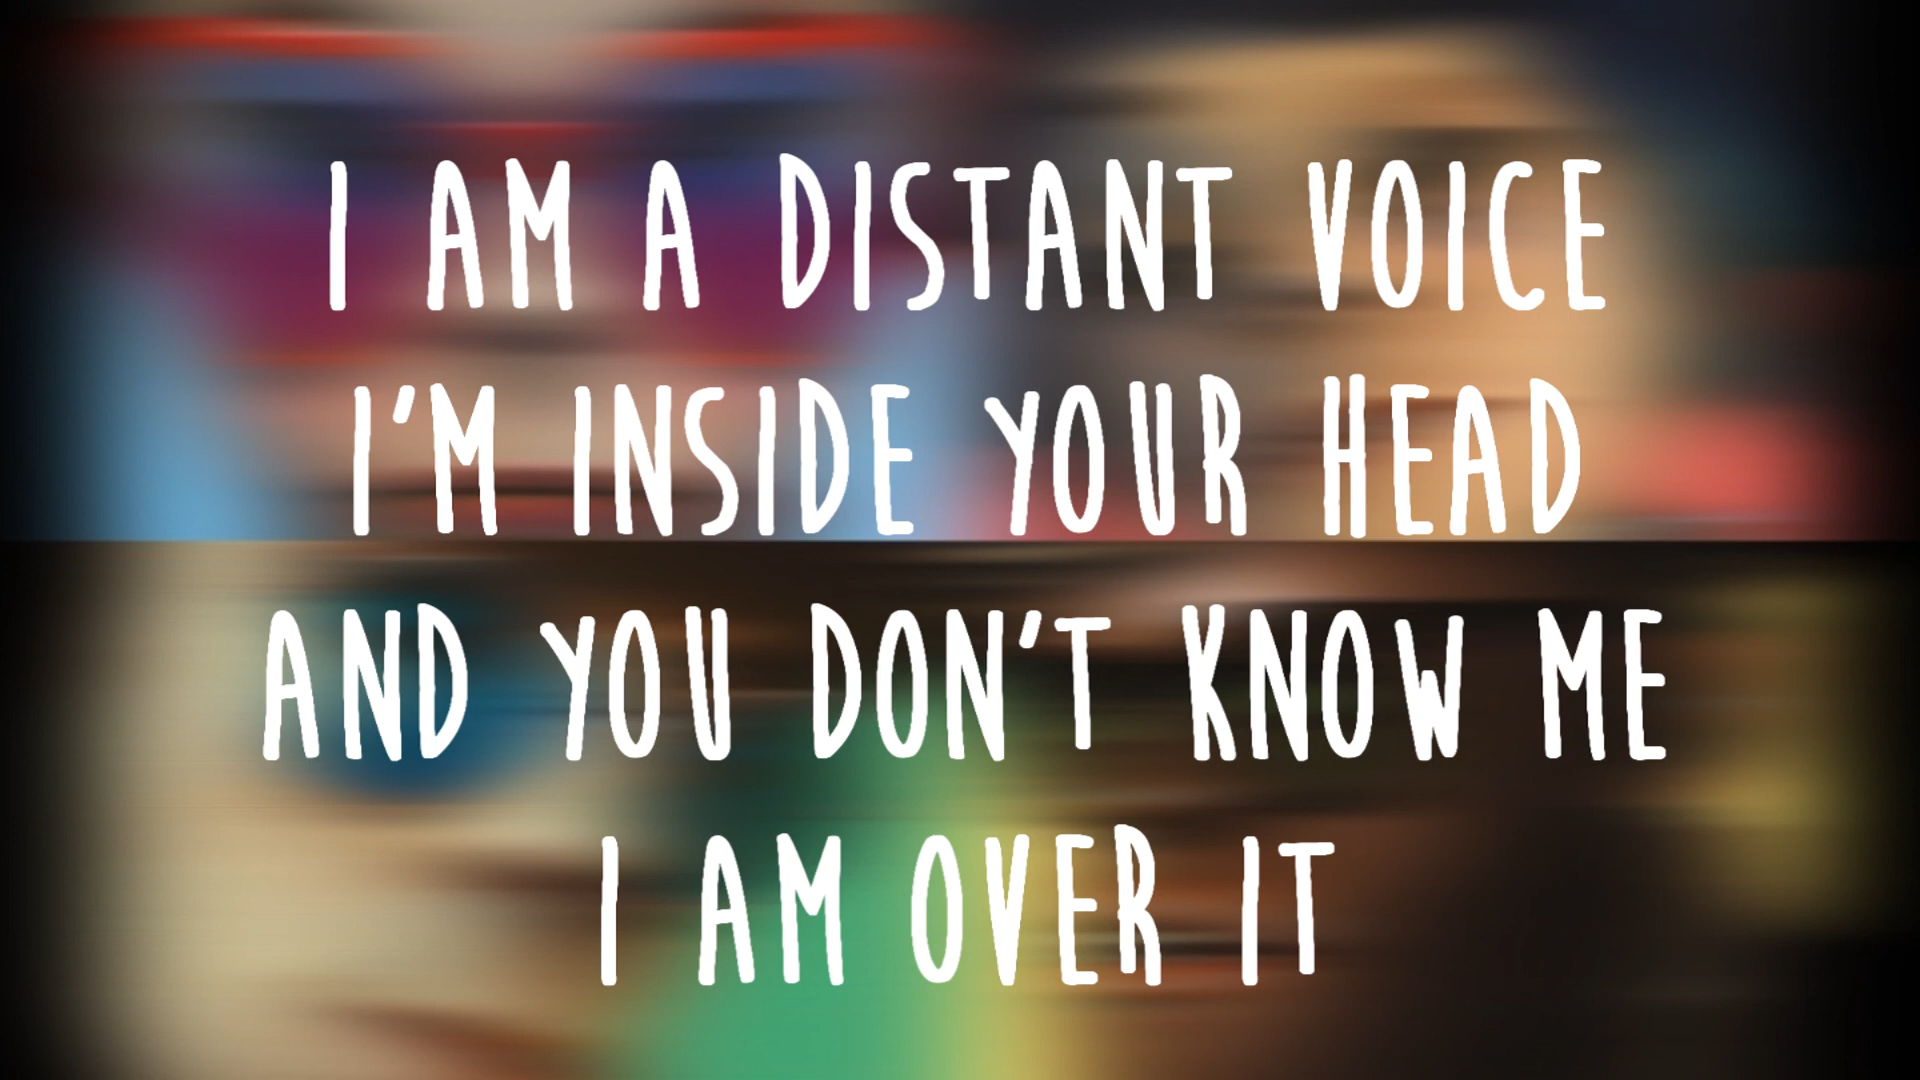 I AM A DISTANT VOICE
I'M INSIDE YOUR HEAD
AND YOU DON'T KNOW ME
I AM OVER IT